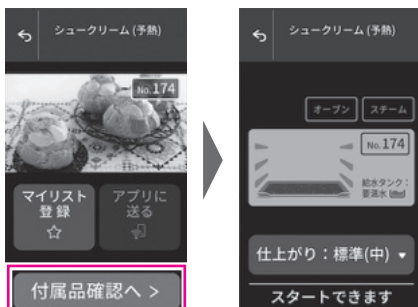 シュークリーム (予熱)
No.174
マイリスト
登録
アプリに
送る
付属品確認へ >
シュークリーム (予熱)
オーブン
スチーム
No.174
給水タンク：
要満水
仕上がり：標準(中)
スタートできます